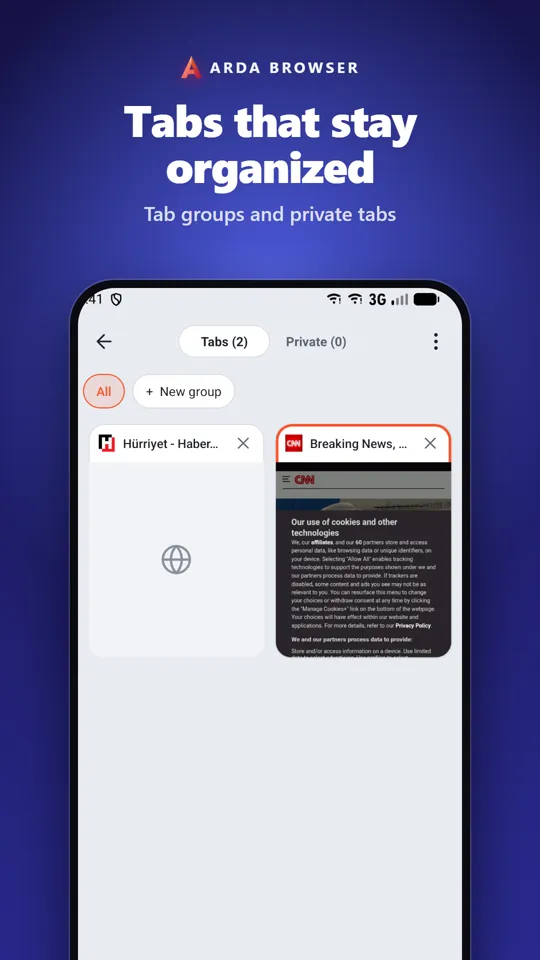 ARDA BROWSER
Tabs that stay
organized
Tab groups and private tabs
:41 3G
Tabs (2) Private (0)
All + New group
Hürriyet - Haber...
Breaking News, ...
CNN
CNN
Our use of cookies and other
technologies
We, our affiliates, and our 60 partners store and access
personal data, like browsing data or unique identifiers, on
your device. Selecting "Allow All" enables tracking
technologies to support the purposes shown under we and
our partners process data to provide. If trackers are
disabled, some content and ads you see may not be as
relevant to you. You can resurface this menu to change
your choices or withdraw consent at any time by clicking
the "Manage Cookies+" link on the bottom of the webpage.
Your choices will have effect within our website and
applications. For more details, refer to our Privacy Policy.
We and our partners process data to provide:
Store and/or access information on a device. Use limited